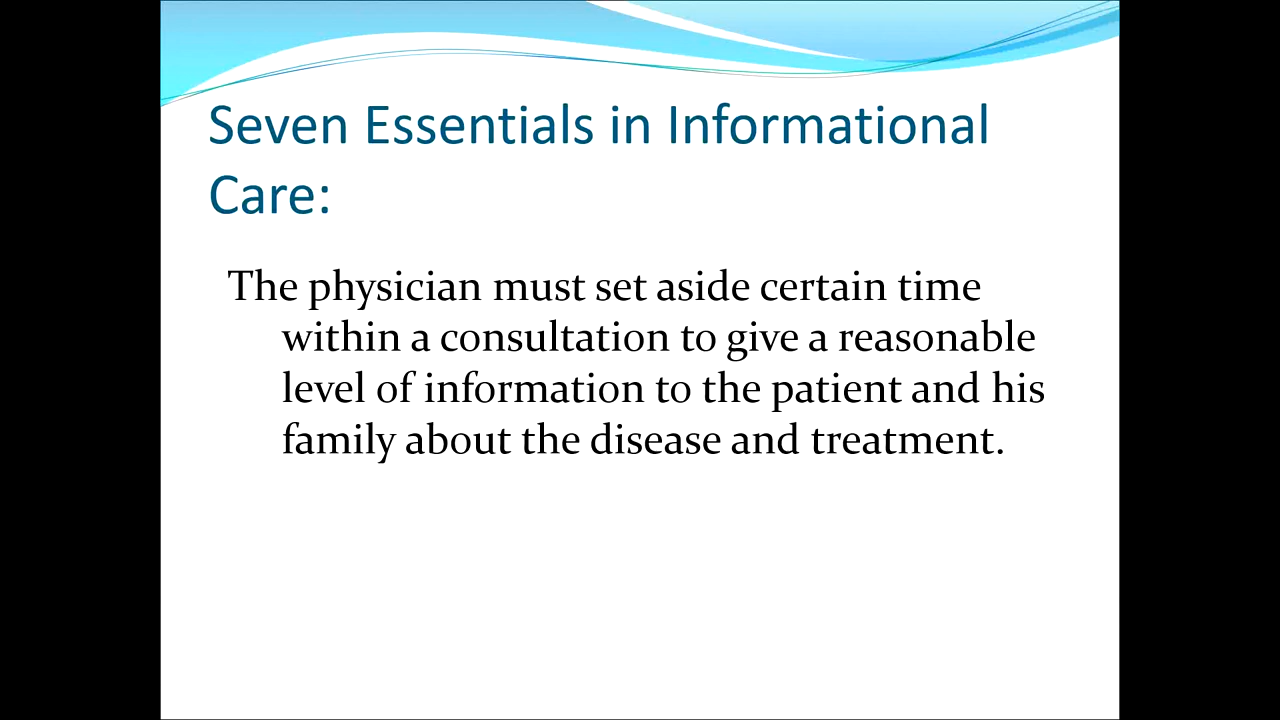 Seven Essentials in Informational
Care:
The physician must set aside certain time
within a consultation to give a reasonable
level of information to the patient and his
family about the disease and treatment.